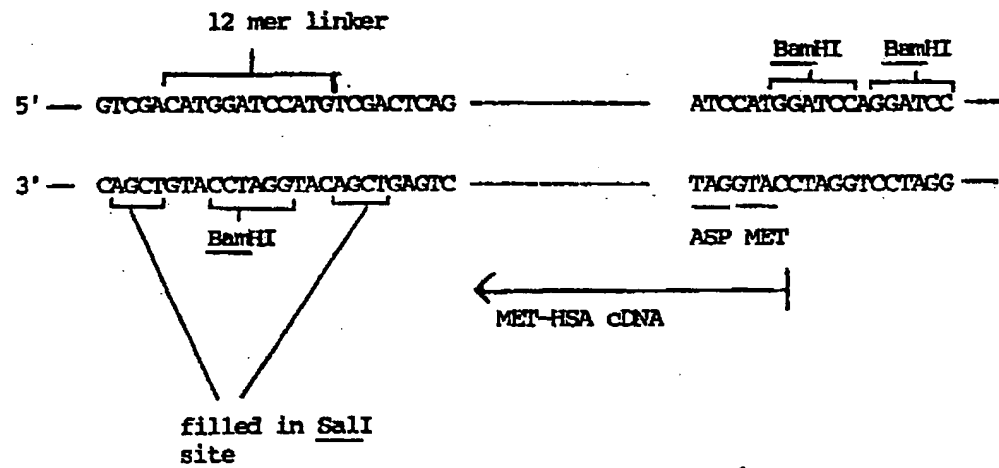 12 mer linker
BamHI BamHI
5' — GTCGACATGGATCCATGTCGACTCAG ATCCATGGATCCAGGATCC —
3' — CAGCTGTACCTAGGTACAGCTGAGTC TAGGTACCTAGGTCCTAGG —
BamHI
ASP MET
MET-HSA cDNA
filled in SalI
site